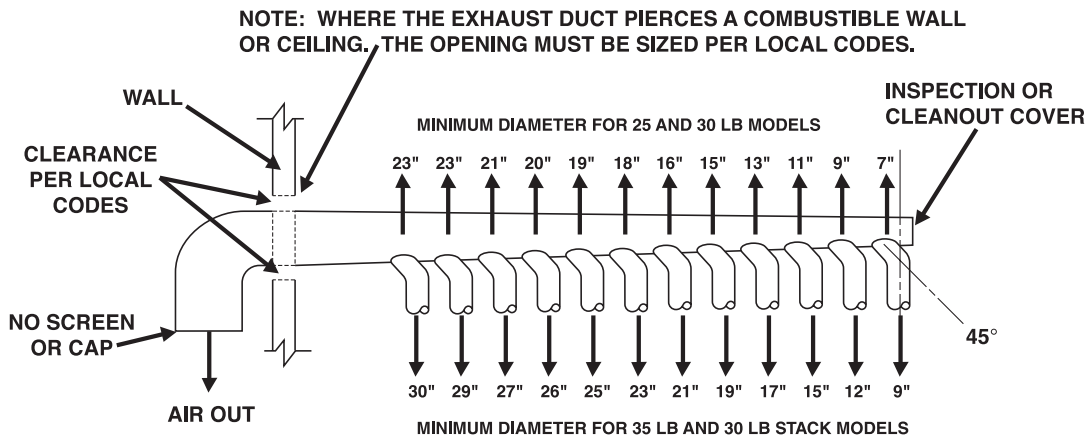 NOTE: WHERE THE EXHAUST DUCT PIERCES A COMBUSTIBLE WALL
OR CEILING. THE OPENING MUST BE SIZED PER LOCAL CODES.
WALL
INSPECTION OR
CLEANOUT COVER
MINIMUM DIAMETER FOR 25 AND 30 LB MODELS
CLEARANCE
PER LOCAL
CODES
23" 23" 21" 20" 19" 18" 16" 15" 13" 11" 9" 7"
NO SCREEN
OR CAP
45°
30" 29" 27" 26" 25" 23" 21" 19" 17" 15" 12" 9"
AIR OUT
MINIMUM DIAMETER FOR 35 LB AND 30 LB STACK MODELS